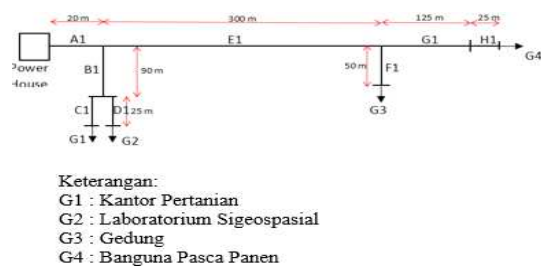 20 m 300 m 125 m 25 m
A1 E1 G1 H1
Power
House
B1 90 m 50 m F1 G4
C1 D1 25 m
G1 G2 G3
Keterangan:
G1 : Kantor Pertanian
G2 : Laboratorium Sigeospasial
G3 : Gedung
G4 : Banguna Pasca Panen